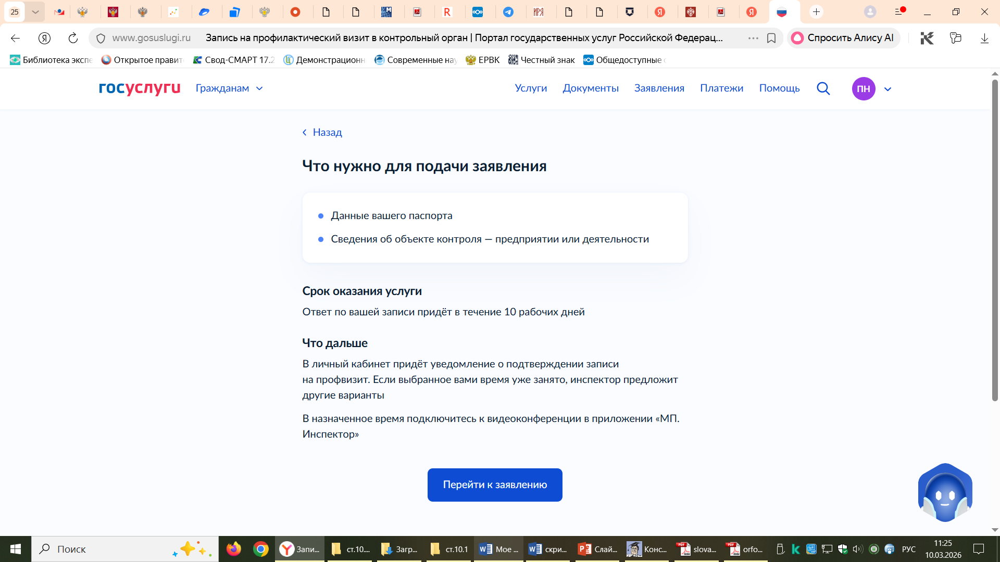 25
www.gosuslugi.ru
Запись на профилактический визит в контрольный орган | Портал государственных услуг Российской Федерац...
Спросить Алису AI
Библиотека экспе
Открытое правит
Свод-СМАРТ 17.2
Демонстрационн
Современные нау
ЕРВК
Честный знак
Общедоступные
госуслуги
Гражданам
Услуги
Документы
Заявления
Платежи
Помощь
ПН
Назад
Что нужно для подачи заявления
Данные вашего паспорта
Сведения об объекте контроля — предприятии или деятельности
Срок оказания услуги
Ответ по вашей записи придёт в течение 10 рабочих дней
Что дальше
В личный кабинет придёт уведомление о подтверждении записи
на профвизит. Если выбранное вами время уже занято, инспектор предложит
другие варианты
В назначенное время подключитесь к видеоконференции в приложении «МП.
Инспектор»
Перейти к заявлению
Поиск
Запи...
ст.10....
Загр...
ст.10.1
Мое ...
скри...
Слай...
Конс...
slova...
orfo...
РУС
11:25
10.03.2026